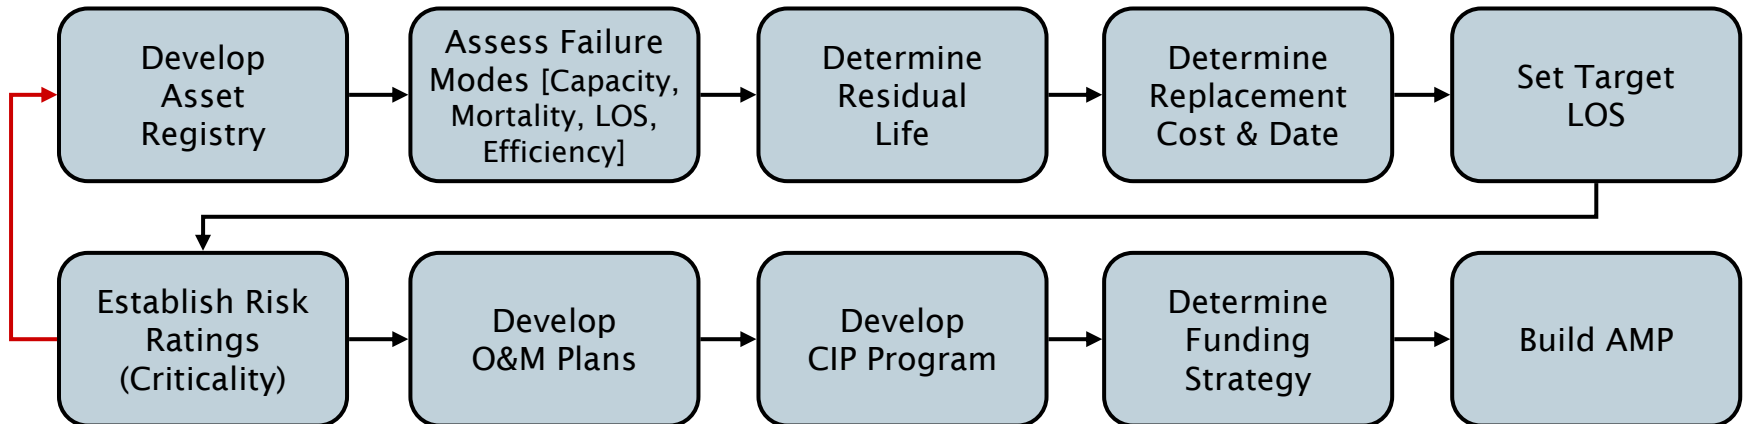 Develop
Asset
Registry
Assess Failure
Modes [Capacity,
Mortality, LOS,
Efficiency]
Determine
Residual
Life
Determine
Replacement
Cost & Date
Set Target
LOS
Establish Risk
Ratings
(Criticality)
Develop
O&M Plans
Develop
CIP Program
Determine
Funding
Strategy
Build AMP